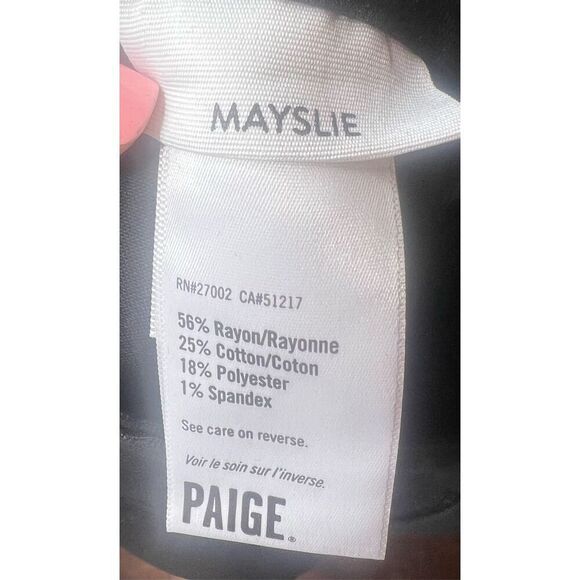 MAYSLIE
RN#27002 CA#51217
56% Rayon/Rayonne
25% Cotton/Coton
18% Polyester
1% Spandex
See care on reverse.
Voir le soin sur l'inverse.
PAIGE®